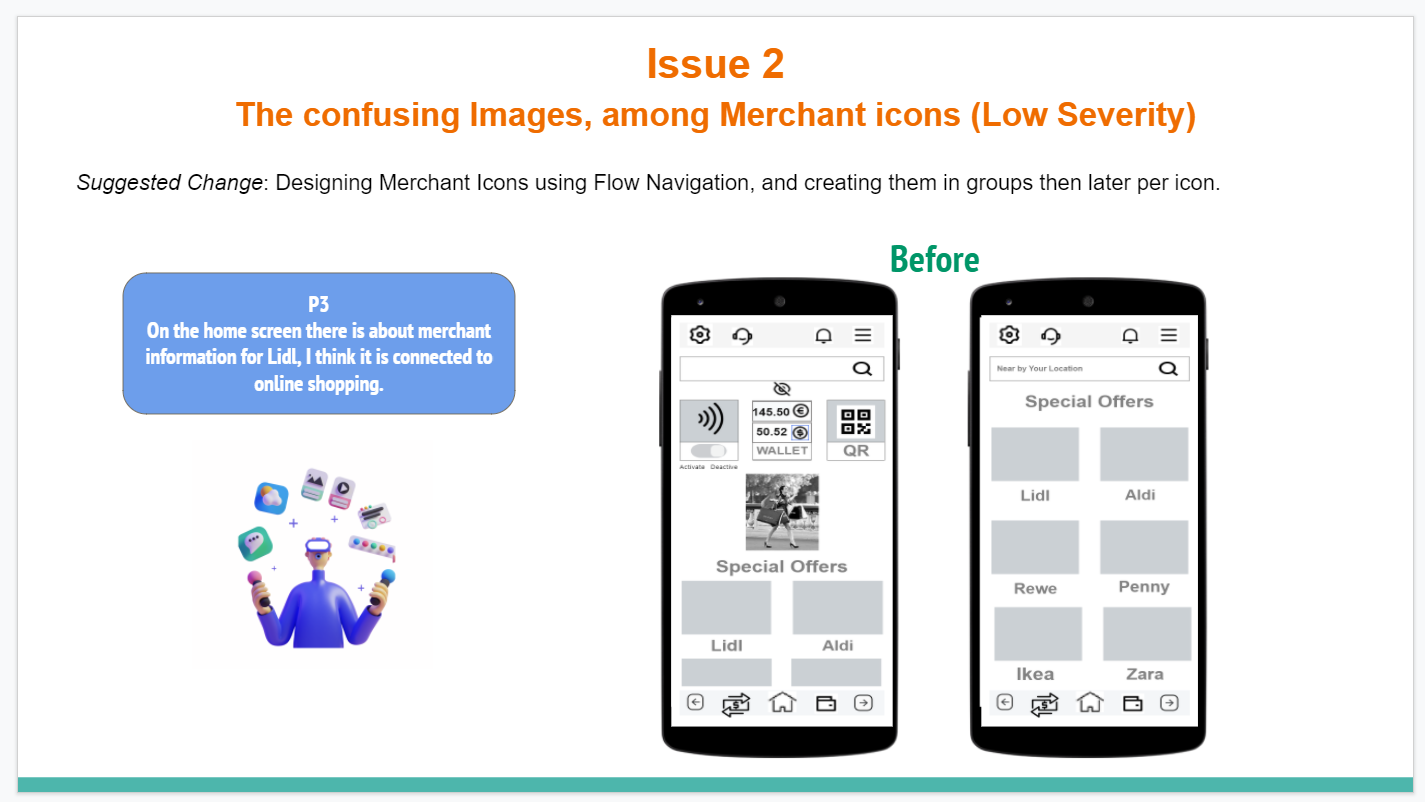 Issue 2
The confusing Images, among Merchant icons (Low Severity)
Suggested Change: Designing Merchant Icons using Flow Navigation, and creating them in groups then later per icon.
P3
On the home screen there is about merchant
information for Lidl, I think it is connected to
online shopping.
Before
145.50 €
50.52 $
WALLET
QR
Activate Deactive
Special Offers
Lidl
Aldi
$
Near by Your Location
Special Offers
Lidl
Aldi
Rewe
Penny
Ikea
Zara
$